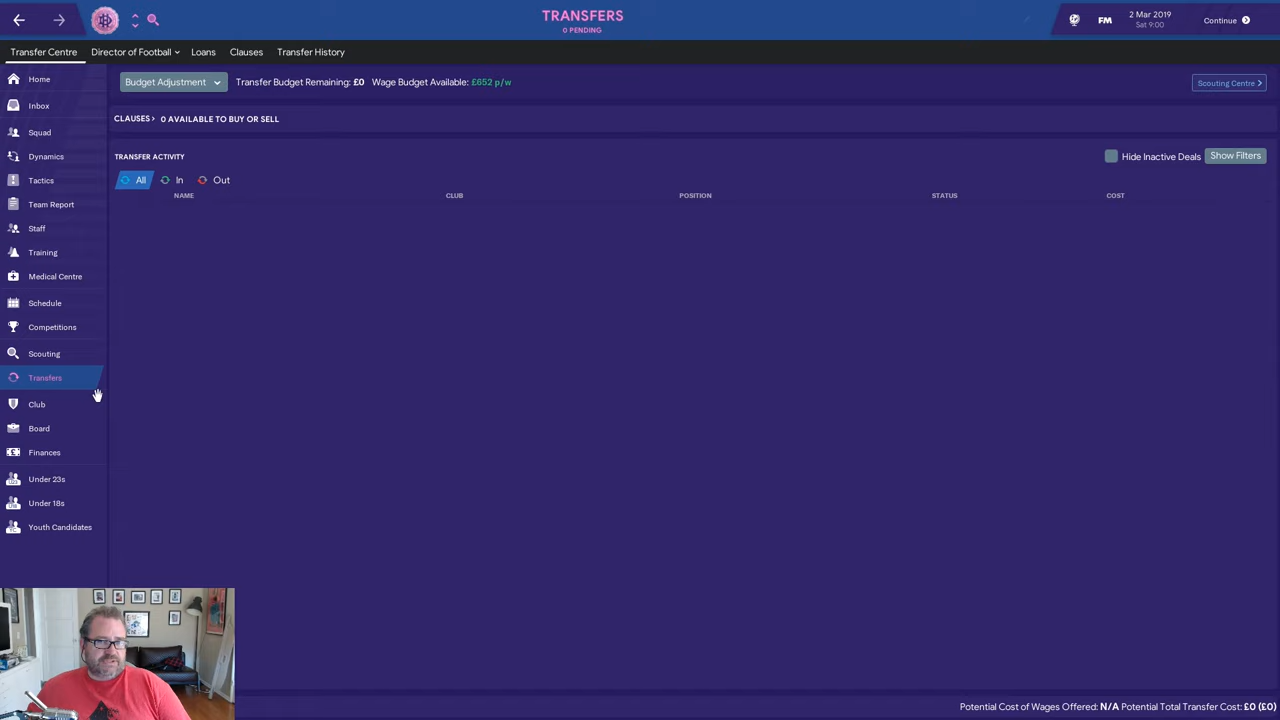 TRANSFERS
0 PENDING
FM
2 Mar 2019
Sat 9:00
Continue
Transfer Centre
Director of Football
Loans
Clauses
Transfer History
Home
Inbox
Squad
Dynamics
Tactics
Team Report
Staff
Training
Medical Centre
Schedule
Competitions
Scouting
Transfers
Club
Board
Finances
Under 23s
Under 18s
Youth Candidates
Budget Adjustment
Transfer Budget Remaining: £0 Wage Budget Available: £652 p/w
Scouting Centre >
CLAUSES > 0 AVAILABLE TO BUY OR SELL
TRANSFER ACTIVITY
Hide Inactive Deals
Show Filters
All
In
Out
NAME
CLUB
POSITION
STATUS
COST
Potential Cost of Wages Offered: N/A Potential Total Transfer Cost: £0 (£0)